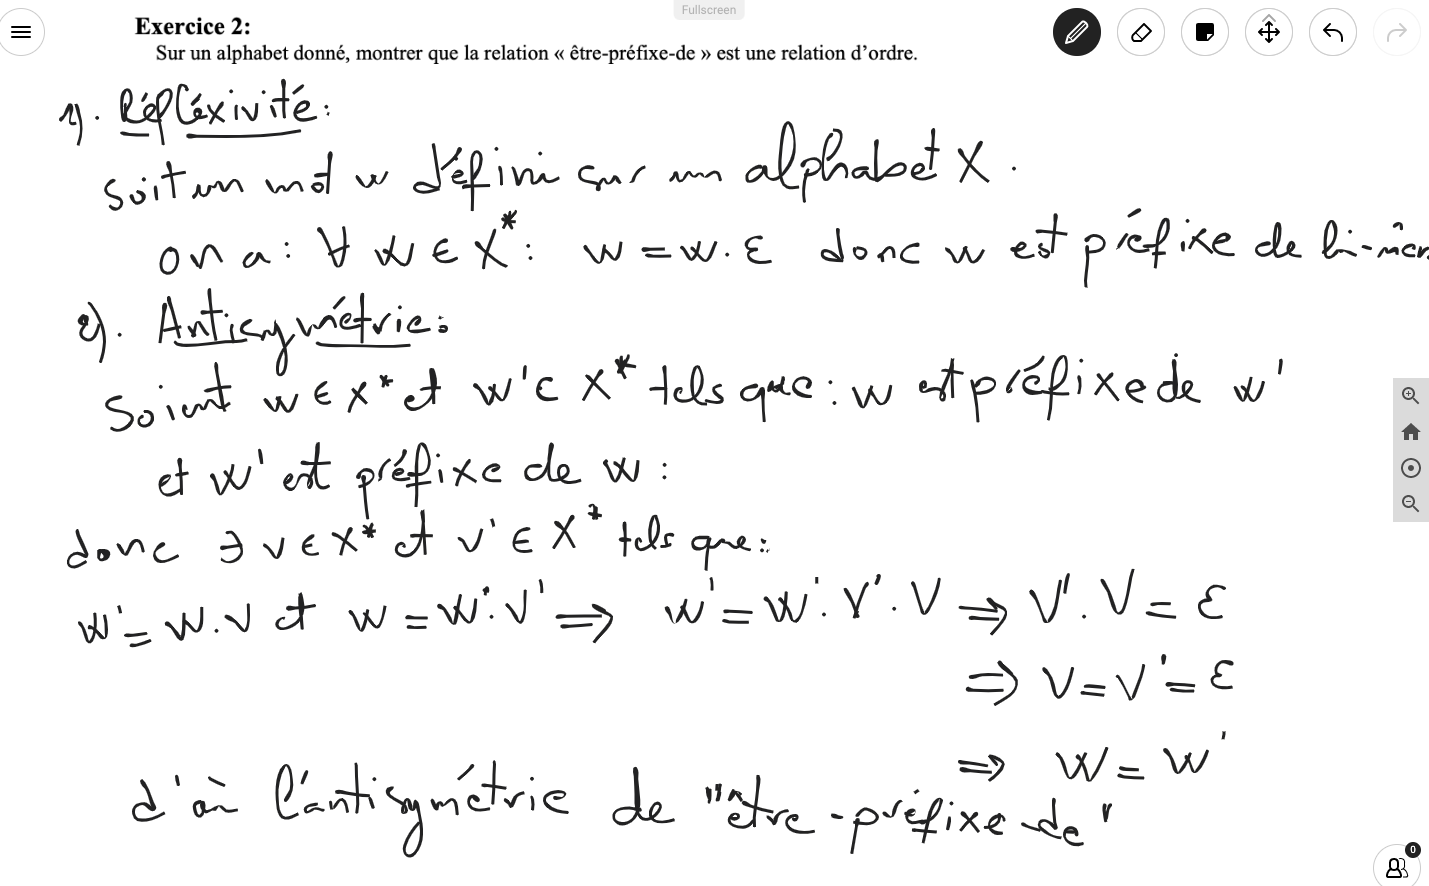 Fullscreen
Exercice 2:
Sur un alphabet donné, montrer que la relation « être-préfixe-de » est une relation d'ordre.
1). Réfléxivité:
soit un mot w défini sur un alphabet X.
on a: ∀ w ∈ X*: w = w. ε donc w est préfixe de lui-mêm
2). Antisymétrie:
Soient w ∈ X* et w' ∈ X* tels que: w est préfixe de w'
et w' est préfixe de w:
donc ∃ v ∈ X* et v' ∈ X* tels que:
w' = w.v et w = w'.v' ⟹ w' = w'.v'.v ⟹ v'.v = ε
⟹ v = v' = ε
⟹ w = w'
d'où l'antisymétrie de "être-préfixe-de"
0